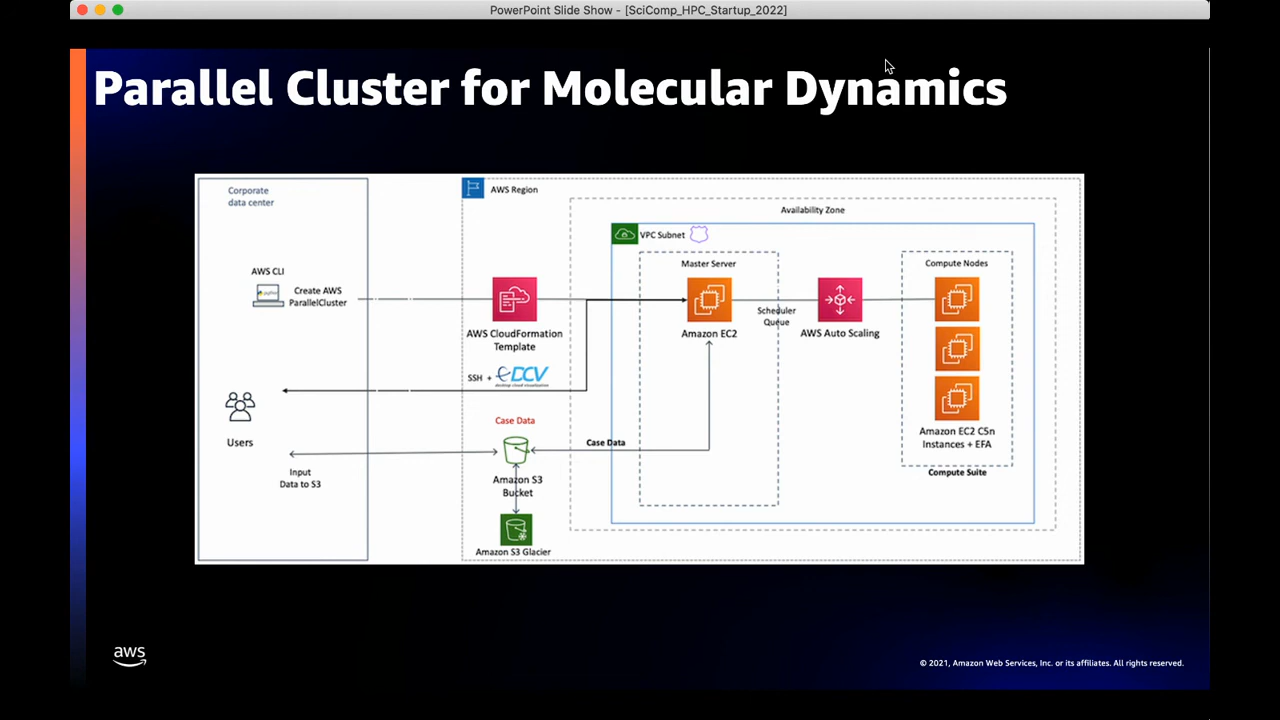 PowerPoint Slide Show - [SciComp_HPC_Startup_2022]
Parallel Cluster for Molecular Dynamics
Corporate
data center
AWS Region
Availability Zone
VPC Subnet
Master Server
Compute Nodes
AWS CLI
python
Create AWS
ParallelCluster
AWS CloudFormation
Template
Amazon EC2
Scheduler
Queue
AWS Auto Scaling
SSH +
DCV
desktop cloud visualization
Users
Case Data
Case Data
Input
Data to S3
Amazon S3
Bucket
Amazon S3 Glacier
Amazon EC2 C5n
Instances + EFA
Compute Suite
aws
© 2021, Amazon Web Services, Inc. or its affiliates. All rights reserved.